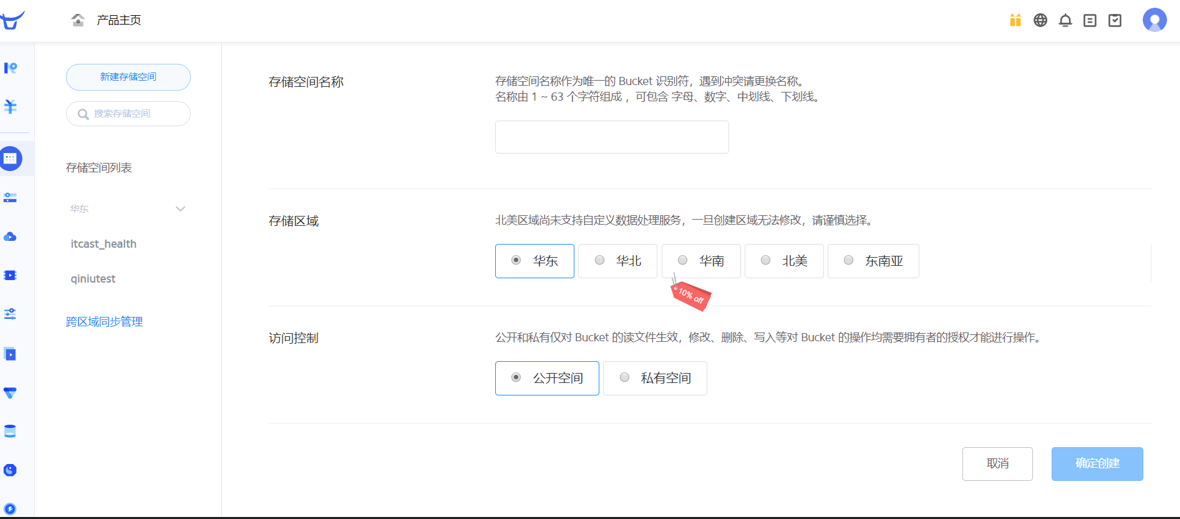 产品主页
新建存储空间
搜索存储空间
存储空间列表
华东
itcast_health
qiniutest
跨区域同步管理
存储空间名称
存储空间名称作为唯一的 Bucket 识别符，遇到冲突请更换名称。
名称由 1 ~ 63 个字符组成 ，可包含 字母、数字、中划线、下划线。
存储区域
北美区域尚未支持自定义数据处理服务，一旦创建区域无法修改，请谨慎选择。
华东 华北 华南 北美 东南亚
10% off
访问控制
公开和私有仅对 Bucket 的读文件生效，修改、删除、写入等对 Bucket 的操作均需要拥有者的授权才能进行操作。
公开空间 私有空间
取消 确定创建